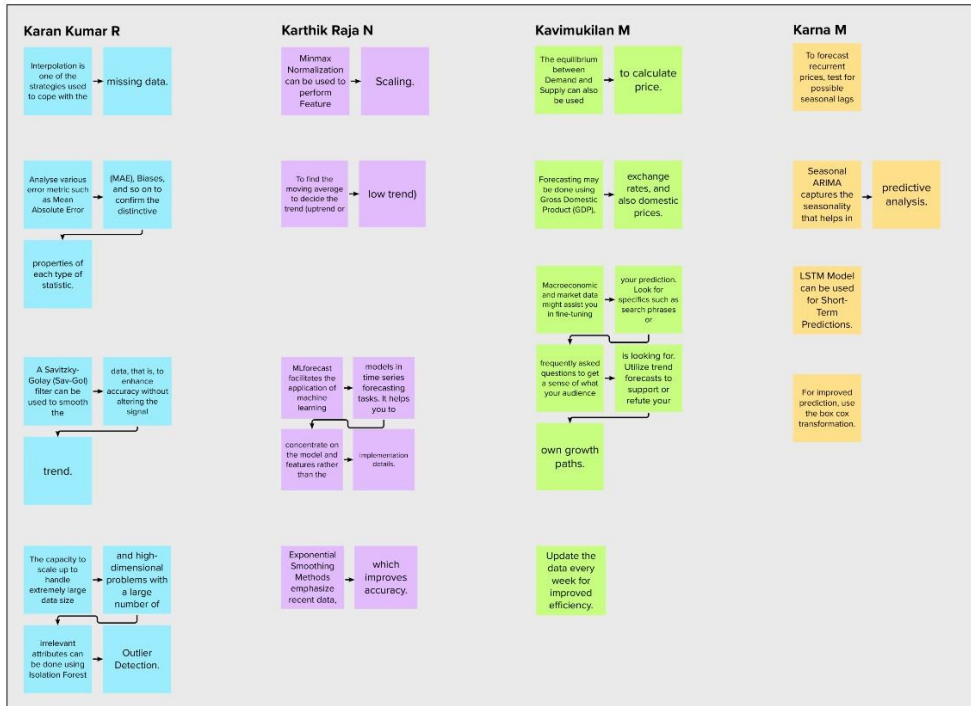 Karan Kumar R
Interpolation is
one of the
strategies used
to cope with the
missing data.
Analyse various
error metric such
as Mean
Absolute Error
(MAE), Biases,
and so on to
confirm the
distinctive
properties of
each type of
statistic.
A Savitzky-
Golay (Sav-Gol)
filter can be
used to smooth
the
data, that is, to
enhance
accuracy without
altering the
signal
trend.
The capacity to
scale up to
handle
extremely large
data size
and high-
dimensional
problems with
a large
number of
irrelevant
attributes can
be done using
Isolation Forest
Outlier
Detection.
Karthik Raja N
Minmax
Normalization
can be used to
perform
Feature
Scaling.
To find the
moving average
to decide the
trend (uptrend or
low trend)
MLforecast
facilitates the
application of
machine
learning
models in
time series
forecasting
tasks. It helps
you to
concentrate on
the model and
features rather
than the
implementation
details.
Exponential
Smoothing
Methods
emphasize
recent data,
which
improves
accuracy.
Kavimukilan M
The equilibrium
between
Demand and
Supply can also
be used
to calculate
price.
Forecasting may
be done using
Gross Domestic
Product (GDP),
exchange
rates, and
also domestic
prices.
Macroeconomic
and market data
might assist you
in fine-tuning
your prediction.
Look for
specifics such as
search phrases
or
frequently asked
questions to get
a sense of what
your audience
is looking for.
Utilize trend
forecasts to
support or
refute your
own growth
paths.
Update the
data every
week for
improved
efficiency.
Karna M
To forecast
recurrent
prices, test for
possible
seasonal lags
Seasonal
ARIMA
captures the
seasonality
that helps in
predictive
analysis.
LSTM Model
can be used
for Short-
Term
Predictions.
For improved
prediction, use
the box cox
transformation.